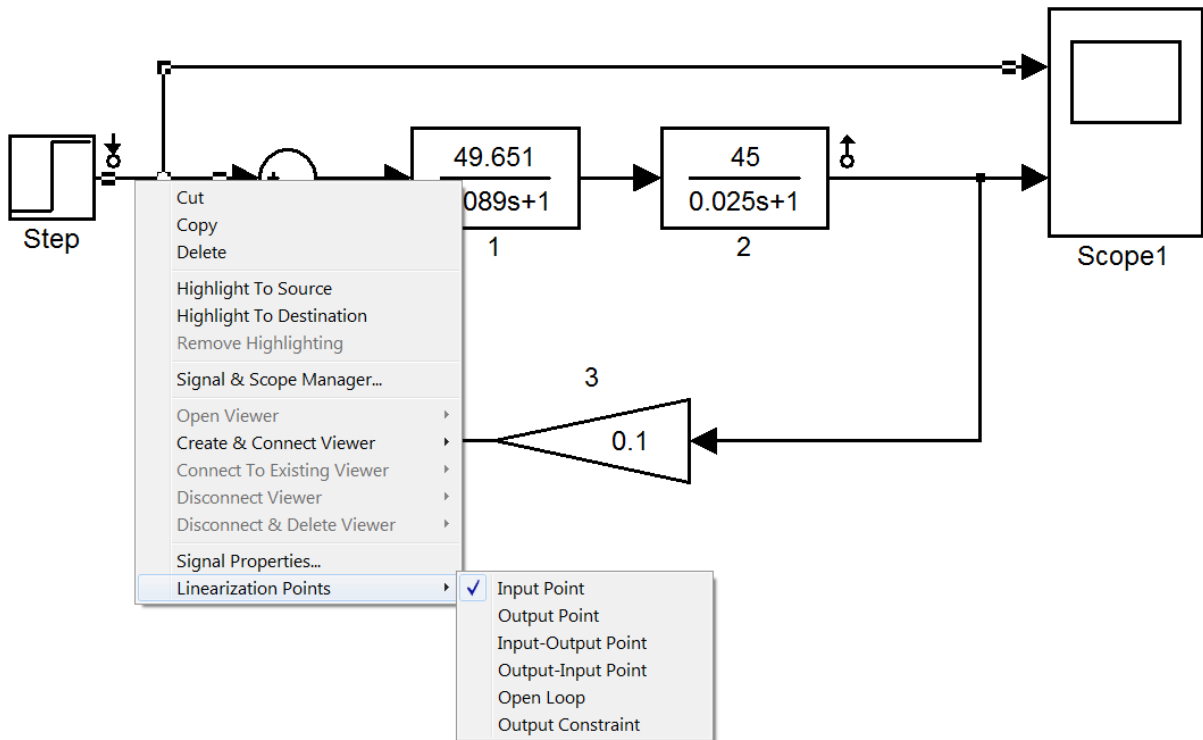 49.651
089s+1
1
45
0.025s+1
2
Step
Scope1
Cut
Copy
Delete
Highlight To Source
Highlight To Destination
Remove Highlighting
Signal & Scope Manager...
Open Viewer
Create & Connect Viewer
Connect To Existing Viewer
Disconnect Viewer
Disconnect & Delete Viewer
Signal Properties...
Linearization Points
3
0.1
Input Point
Output Point
Input-Output Point
Output-Input Point
Open Loop
Output Constraint